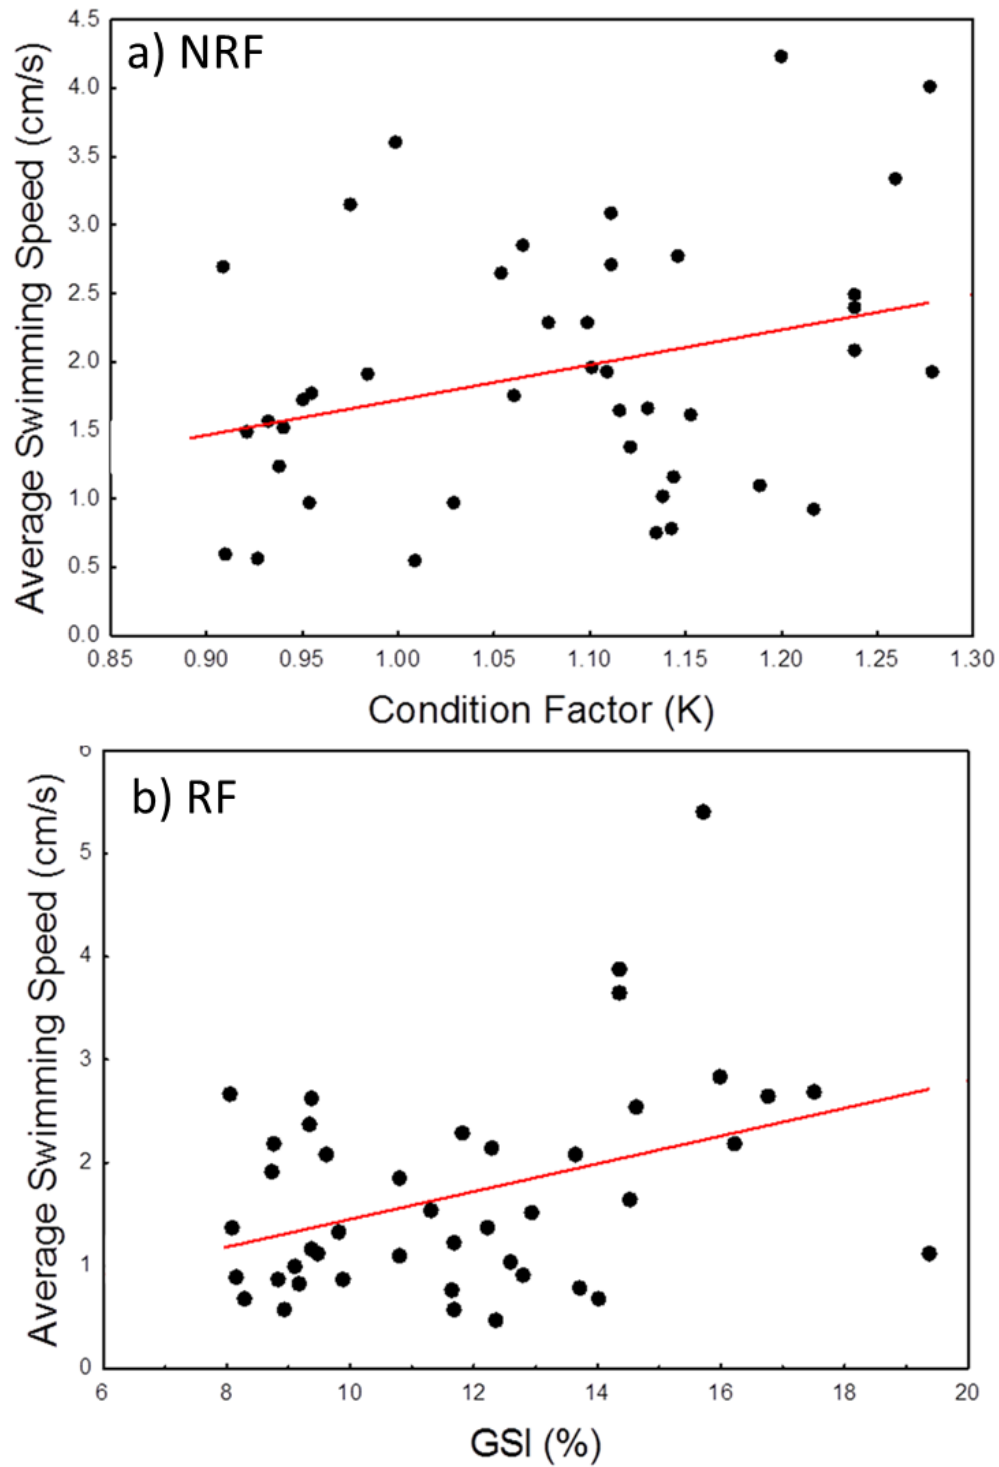 a) NRF
Average Swimming Speed (cm/s)
4.5
4.0
3.5
3.0
2.5
2.0
1.5
1.0
0.5
0.0
0.85 0.90 0.95 1.00 1.05 1.10 1.15 1.20 1.25 1.30
Condition Factor (K)
b) RF
Average Swimming Speed (cm/s)
6
5
4
3
2
1
0
6 8 10 12 14 16 18 20
GSI (%)